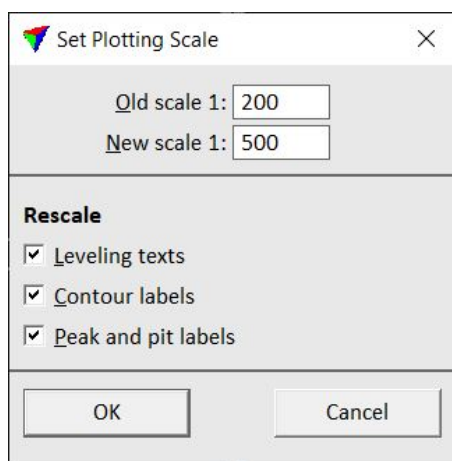 Set Plotting Scale
Old scale 1: 200
New scale 1: 500
Rescale
Leveling texts
Contour labels
Peak and pit labels
OK Cancel